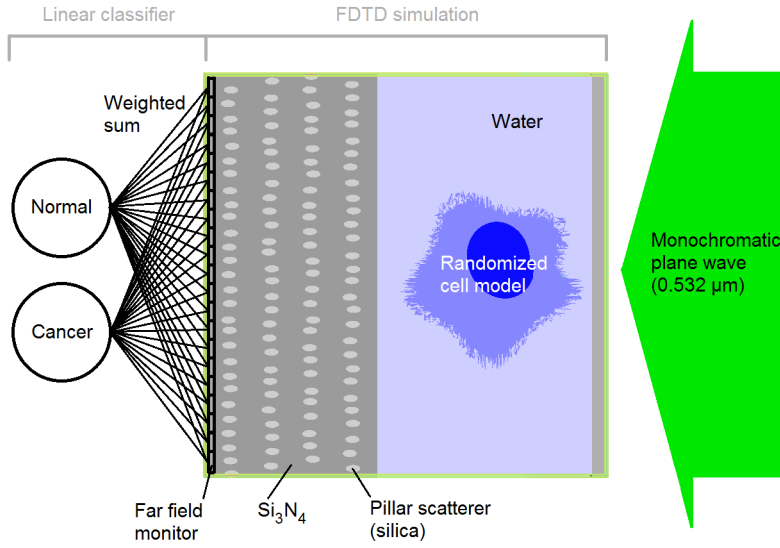 Linear classifier
FDTD simulation
Weighted
sum
Water
Normal
Randomized
cell model
Monochromatic
plane wave
(0.532 µm)
Cancer
Far field
monitor
Si₃N₄
Pillar scatterer
(silica)